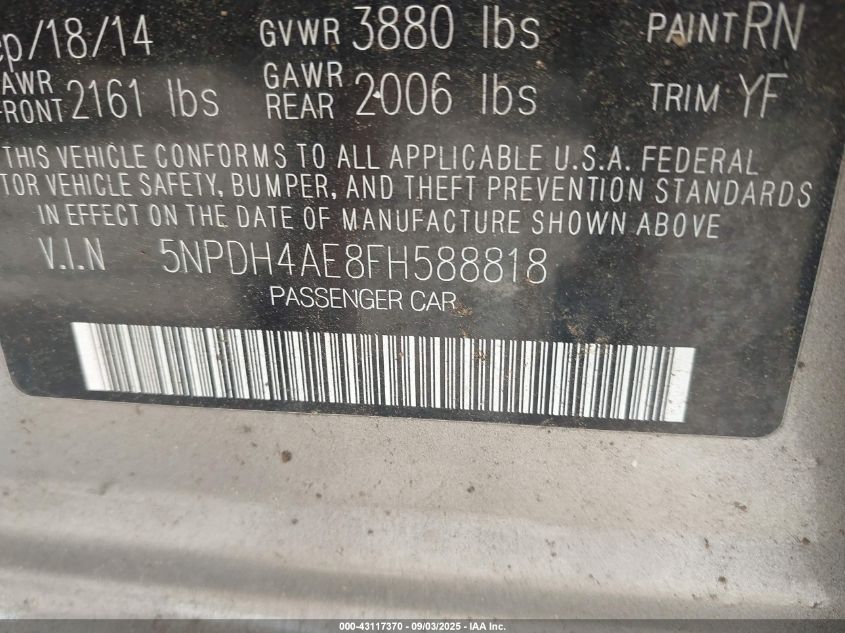 ep/18/14 GVWR 3880 lbs PAINT RN
AWR FRONT 2161 lbs GAWR REAR 2006 lbs TRIM YF
THIS VEHICLE CONFORMS TO ALL APPLICABLE U.S.A. FEDERAL
TOR VEHICLE SAFETY, BUMPER, AND THEFT PREVENTION STANDARDS
IN EFFECT ON THE DATE OF MANUFACTURE SHOWN ABOVE.
V.I.N 5NPDH4AE8FH588818
PASSENGER CAR
000-43117370 - 09/03/2025 - IAA Inc.